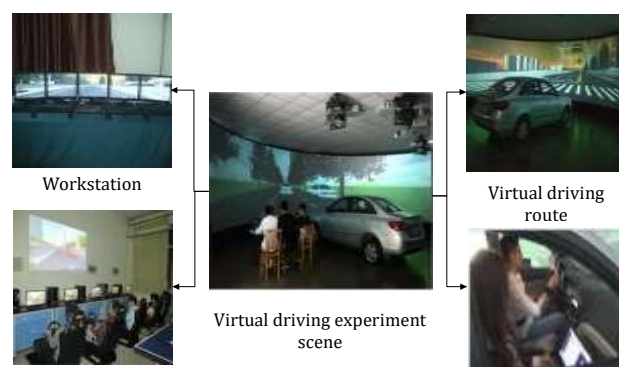 Workstation
Virtual driving
route
Virtual driving experiment
scene